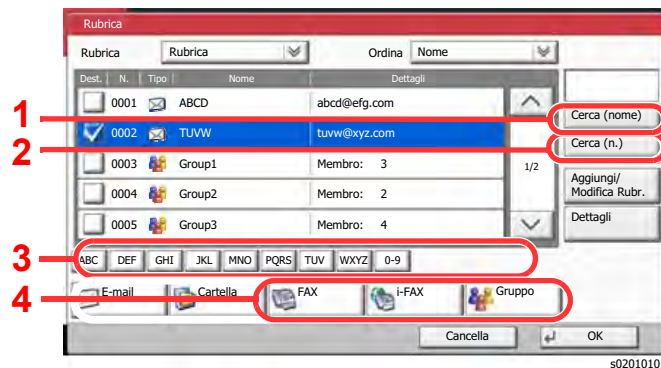 Rubrica
Rubrica Rubrica Ordina Nome
Dest. N. Tipo Nome Dettagli
0001 ABCD abcd@efg.com
1 Cerca (nome)
0002 TUVW tuvw@xyz.com
2 Cerca (n.)
0003 Group1 Membro: 3 1/2
Aggiungi/
Modifica Rubr.
0004 Group2 Membro: 2
0005 Group3 Membro: 4 Dettagli
3 ABC DEF GHI JKL MNO PQRS TUV WXYZ 0-9
4 E-mail Cartella FAX i-FAX Gruppo
Cancella OK
s0201010